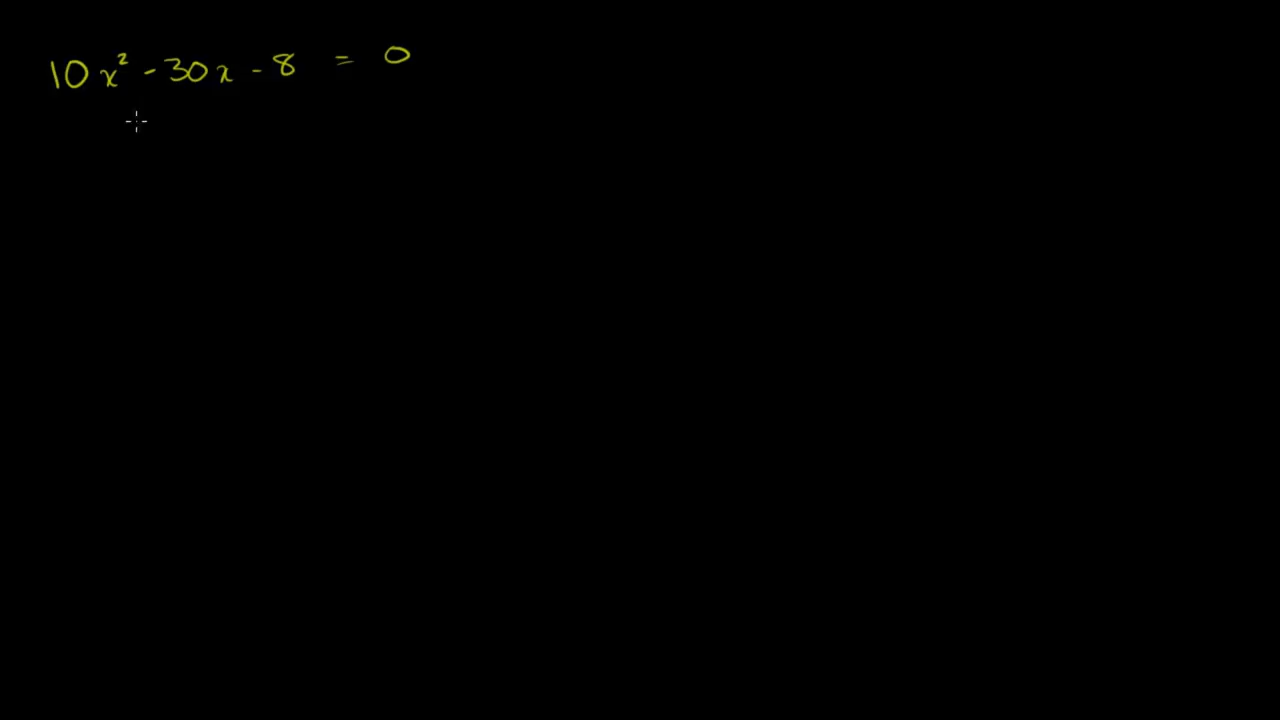 10x² - 30x - 8 = 0